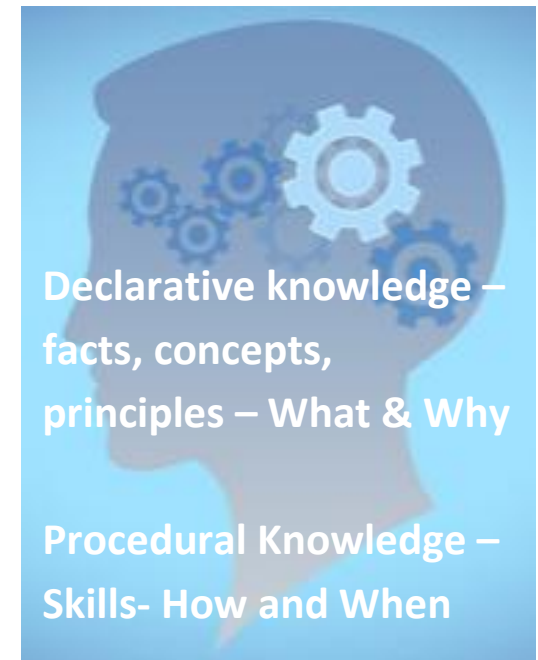 Declarative knowledge –
facts, concepts,
principles – What & Why
Procedural Knowledge –
Skills- How and When